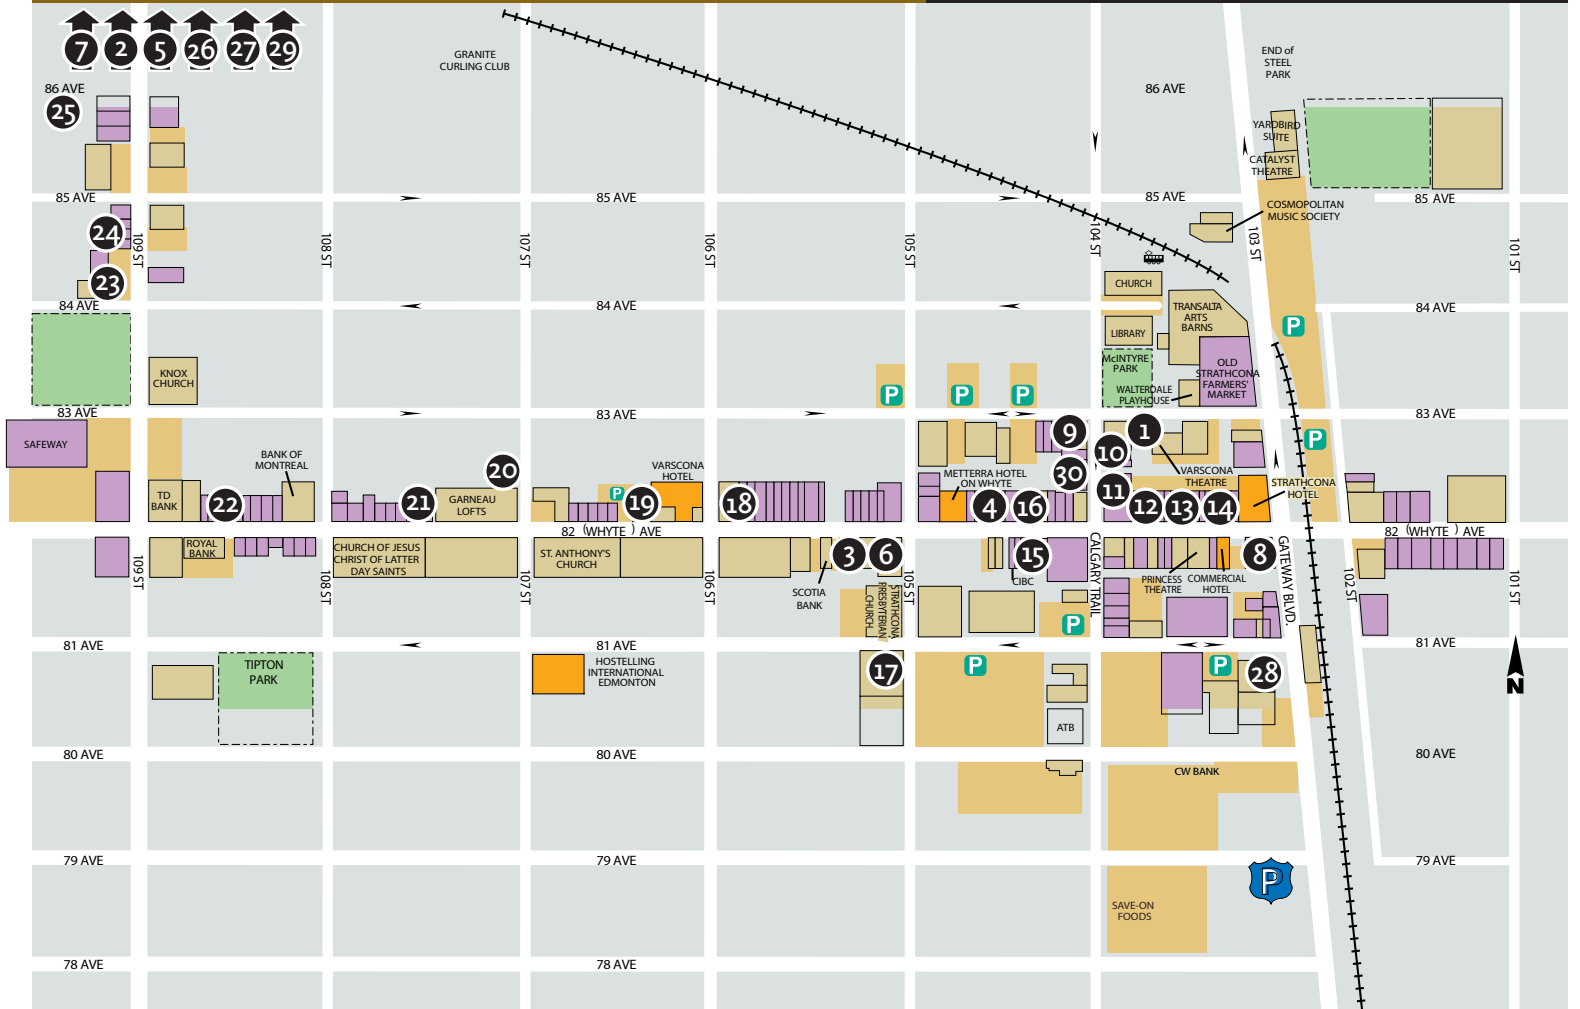 7 2 5 26 27 29
GRANITE
CURLING CLUB
END of
STEEL
PARK
86 AVE
86 AVE
25
YARDBIRD
SUITE
CATALYST
THEATRE
85 AVE
85 AVE
85 AVE
85 AVE
COSMOPOLITAN
MUSIC SOCIETY
24
109 ST
108 ST
107 ST
106 ST
105 ST
104 ST
103 ST
101 ST
23
CHURCH
84 AVE
84 AVE
84 AVE
TRANSALTA
ARTS
BARNS
P
LIBRARY
McINTYRE
PARK
OLD
STRATHCONA
FARMERS'
MARKET
KNOX
CHURCH
WALTERDALE
PLAYHOUSE
P
P
P
83 AVE
83 AVE
83 AVE
SAFEWAY
9
1
10
P
BANK OF
MONTREAL
20
VARSCONA
HOTEL
METTERRA HOTEL
ON WHYTE
30
VARSCONA
THEATRE
STRATHCONA
HOTEL
TD
BANK
22
21
GARNEAU
LOFTS
P
19
18
4
16
11
12
13
14
82 (WHYTE) AVE
82 (WHYTE) AVE
ROYAL
BANK
CHURCH OF JESUS
CHRIST OF LATTER
DAY SAINTS
ST. ANTHONY'S
CHURCH
3
6
15
8
SCOTIA
BANK
CIBC
PRINCESS
THEATRE
COMMERCIAL
HOTEL
109 ST
108 ST
107 ST
106 ST
105 ST
CALGARY TRAIL
GATEWAY BLVD.
102 ST
101 ST
STRATHCONA
PRESBYTERIAN
CHURCH
P
81 AVE
81 AVE
81 AVE
TIPTON
PARK
HOSTELLING
INTERNATIONAL
EDMONTON
17
P
P
28
N
ATB
80 AVE
80 AVE
80 AVE
CW BANK
79 AVE
79 AVE
79 AVE
P
SAVE-ON
FOODS
78 AVE
78 AVE